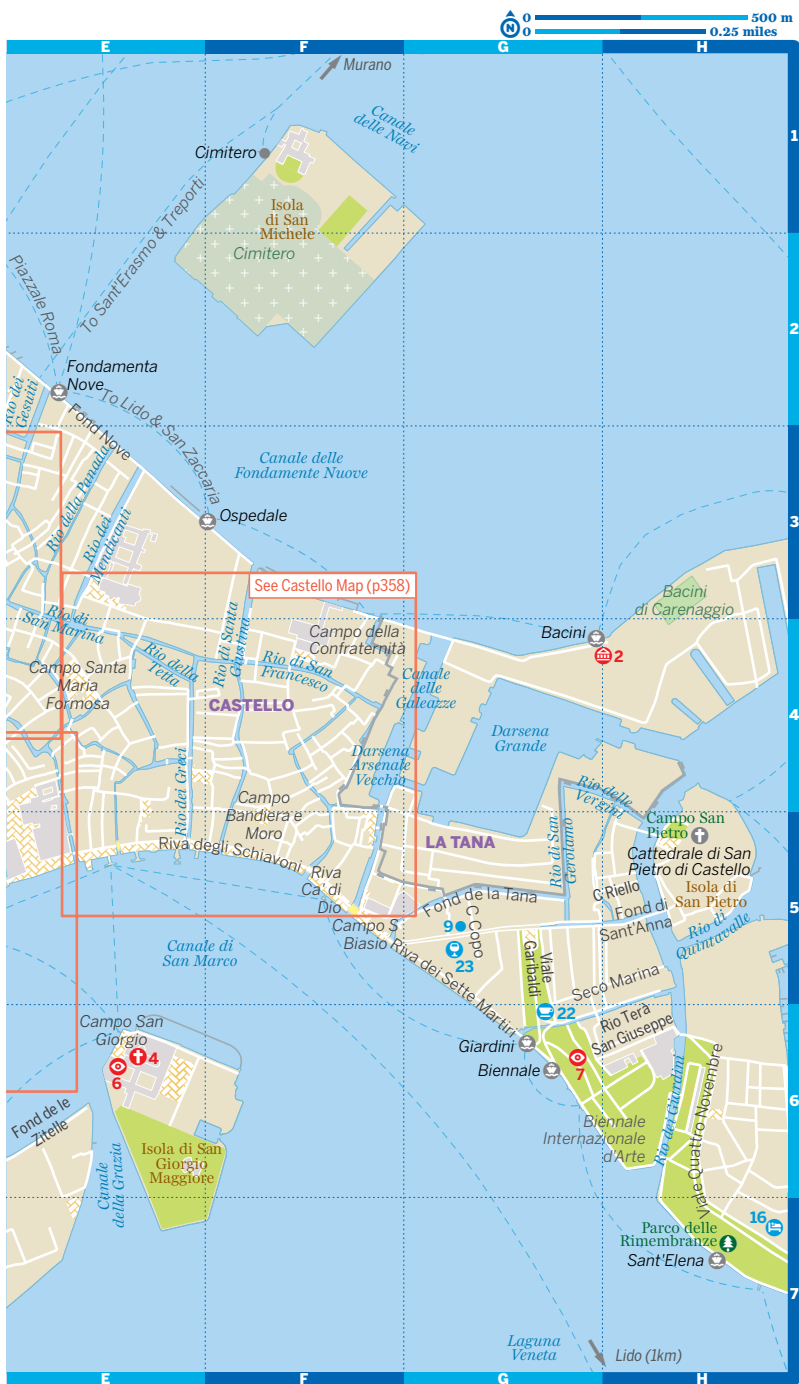 0 500 m
N
0 0.25 miles
E F G H
Murano
Canale
delle Navi
1
Cimitero
Isola
di San
Michele
Cimitero
To Sant'Erasmo & Treporti
Piazzale Roma
2
Fondamenta
Nove
Rio dei
Gesuiti
To Lido & San Zaccaria
Fond Nove
Canale delle
Fondamente Nuove
Rio della Panada
Rio dei
Mendicanti
Ospedale
3
See Castello Map (p358)
Bacini
di Carenaggio
Rio di
San Marina
Rio di Santa
Giustina
Campo della
Confraternità
Bacini
2
Rio della
Tetta
Rio di San
Francesco
Canale
delle
Galeazze
Campo Santa
Maria
Formosa
CASTELLO
4
Darsena
Grande
Darsena
Arsenale
Vecchio
Rio dei Greci
Rio delle
Vergini
Campo
Bandiera e
Moro
Campo San
Pietro
LA TANA
Rio di San
Gerolamo
Riva degli Schiavoni
Cattedrale di San
Pietro di Castello
Riva
Ca' di
Dio
Fond de la Tana
C Riello
Isola di
San Pietro
5
Campo S
Biasio
9
C Copo
Fond di
Sant'Anna
Rio di
Quintavalle
Canale di
San Marco
23
Viale
Garibaldi
Riva dei Sette Martiri
Seco Marina
22
Campo San
Giorgio
Rio Terà
San Giuseppe
4
6
Giardini
Biennale
7
6
Fond de le
Zitelle
Biennale
Internazionale
d'Arte
Rio dei Giardini
Viale Quattro Novembre
Canale
della Grazia
Isola di San
Giorgio
Maggiore
16
Parco delle
Rimembranze
Sant'Elena
7
Laguna
Veneta
Lido (1km)
E F G H